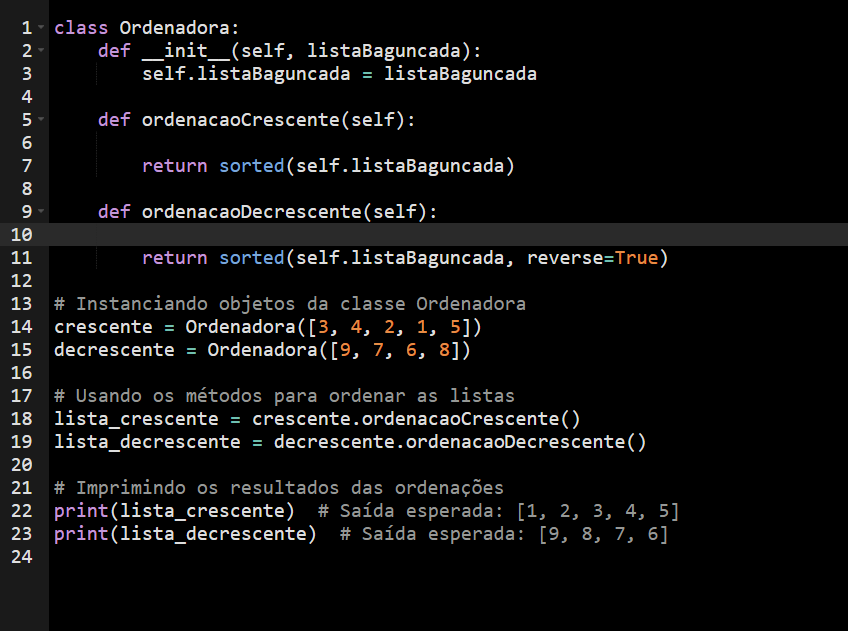 1 class Ordenadora:
2     def __init__(self, listaBaguncada):
3         self.listaBaguncada = listaBaguncada
4
5     def ordenacaoCrescente(self):
6
7         return sorted(self.listaBaguncada)
8
9     def ordenacaoDecrescente(self):
10
11         return sorted(self.listaBaguncada, reverse=True)
12
13 # Instanciando objetos da classe Ordenadora
14 crescente = Ordenadora([3, 4, 2, 1, 5])
15 decrescente = Ordenadora([9, 7, 6, 8])
16
17 # Usando os métodos para ordenar as listas
18 lista_crescente = crescente.ordenacaoCrescente()
19 lista_decrescente = decrescente.ordenacaoDecrescente()
20
21 # Imprimindo os resultados das ordenações
22 print(lista_crescente)  # Saída esperada: [1, 2, 3, 4, 5]
23 print(lista_decrescente)  # Saída esperada: [9, 8, 7, 6]
24